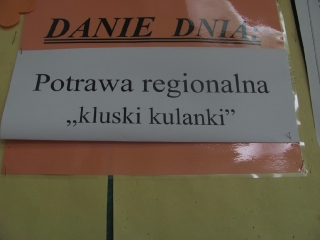 DANIE DNIA:
Potrawa regionalna
„kluski kulanki”